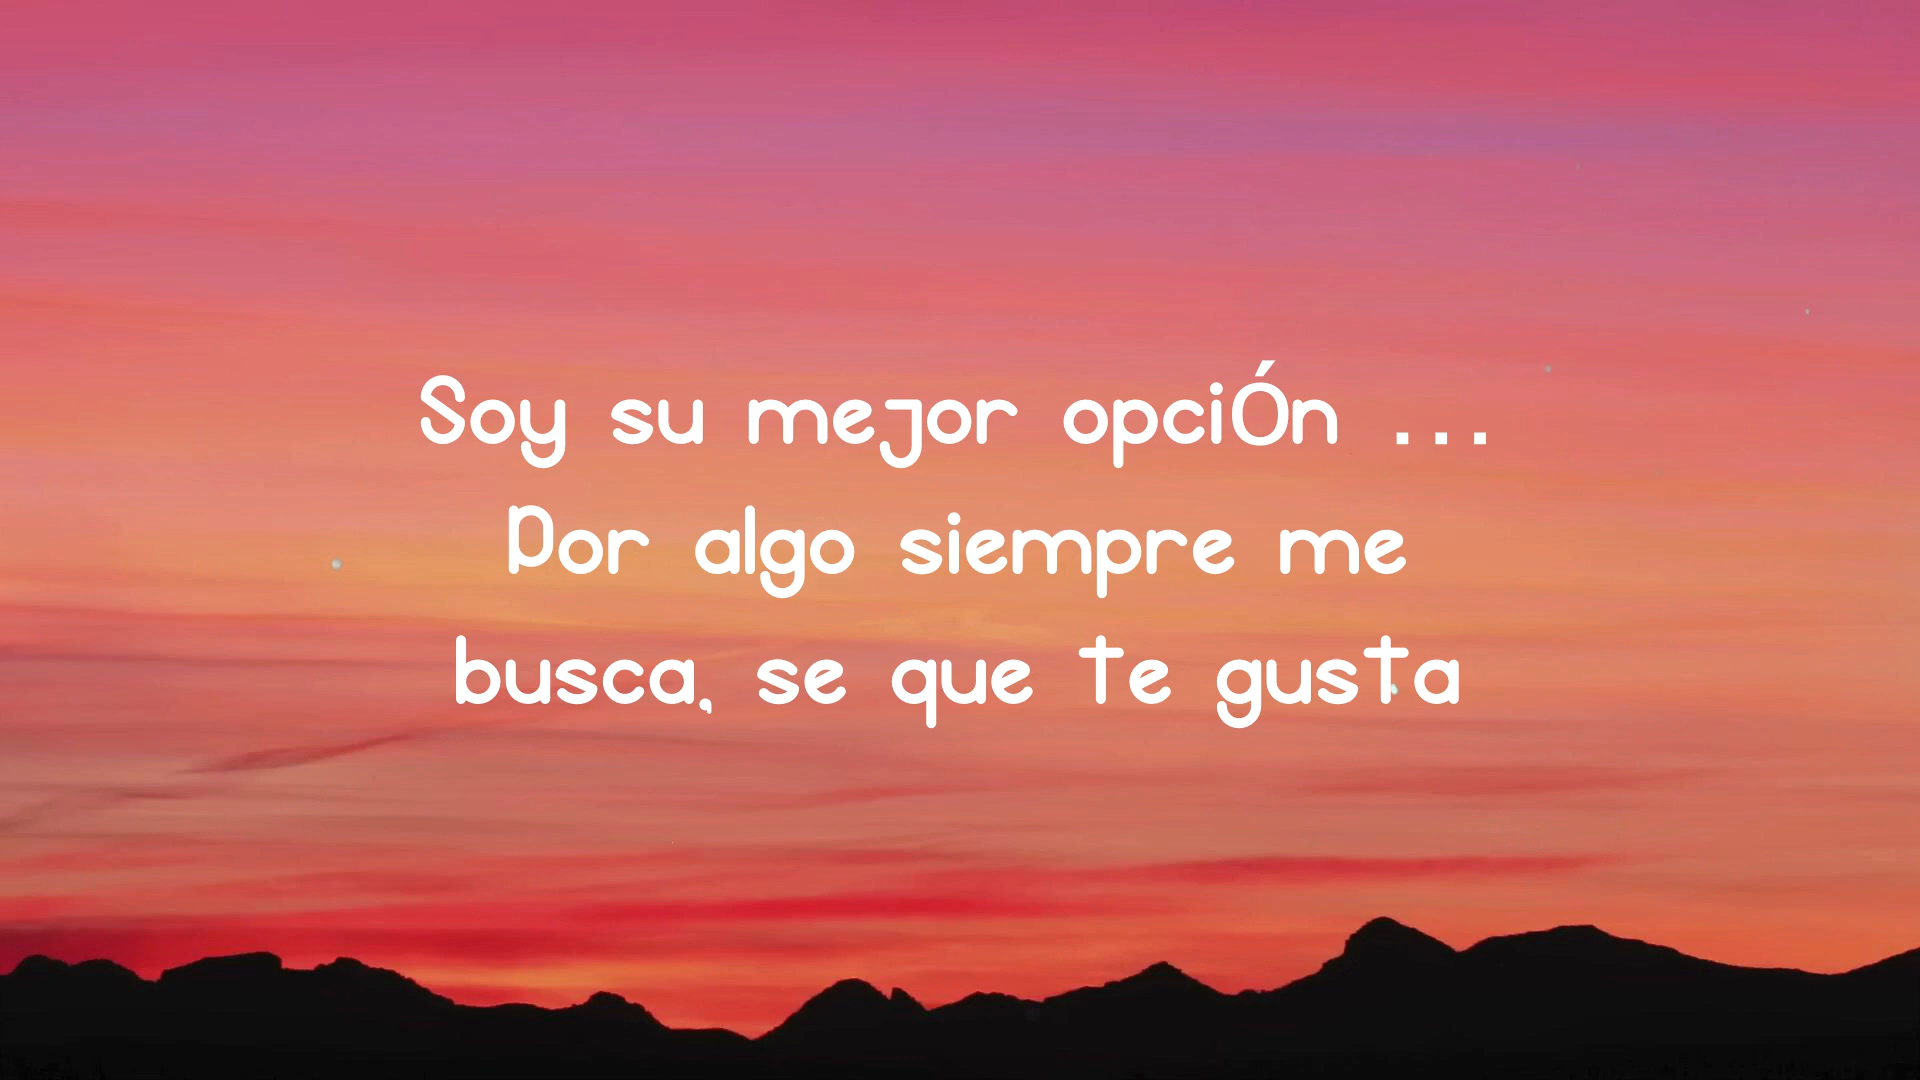 Soy su mejor opciÓn ...
Por algo siempre me
busca, se que te gusta